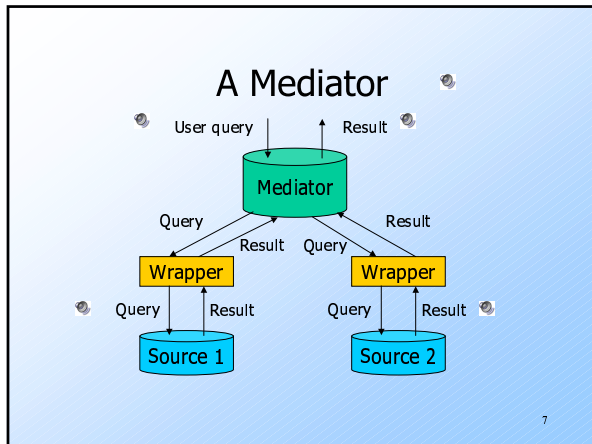 A Mediator
User query Result
Mediator
Query Result
Result Query
Wrapper Wrapper
Query Result Query Result
Source 1 Source 2
7